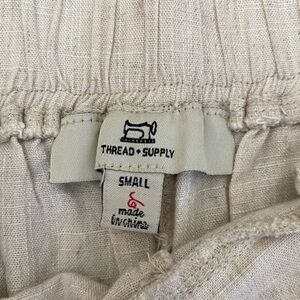 THREAD + SUPPLY
SMALL
made
in china